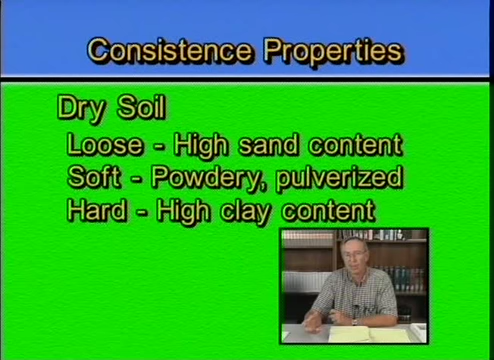 Consistence Properties
Dry Soil
Loose - High sand content
Soft - Powdery, pulverized
Hard - High clay content